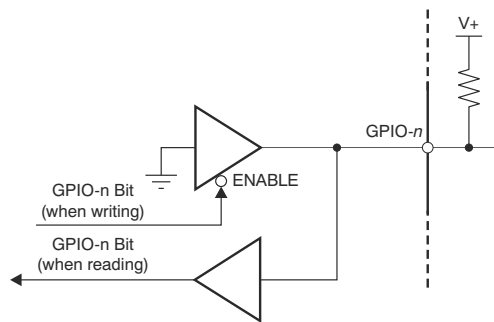 V+
GPIO-n
ENABLE
GPIO-n Bit
(when writing)
GPIO-n Bit
(when reading)